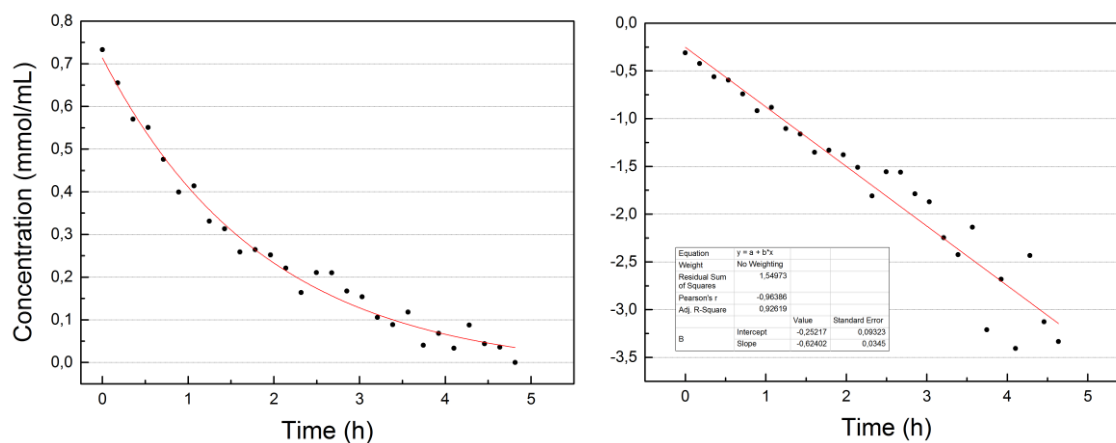 Concentration (mmol/mL)
0,8
0,7
0,6
0,5
0,4
0,3
0,2
0,1
0,0
0 1 2 3 4 5
Time (h)
0,0
-0,5
-1,0
-1,5
-2,0
-2,5
-3,0
-3,5
Equation y = a + b*x
Weight No Weighting
Residual Sum of Squares 1,54973
Pearson's r -0,96386
Adj. R-Square 0,92619
Value Standard Error
B Intercept -0,25217 0,09323
Slope -0,62402 0,0345
0 1 2 3 4 5
Time (h)